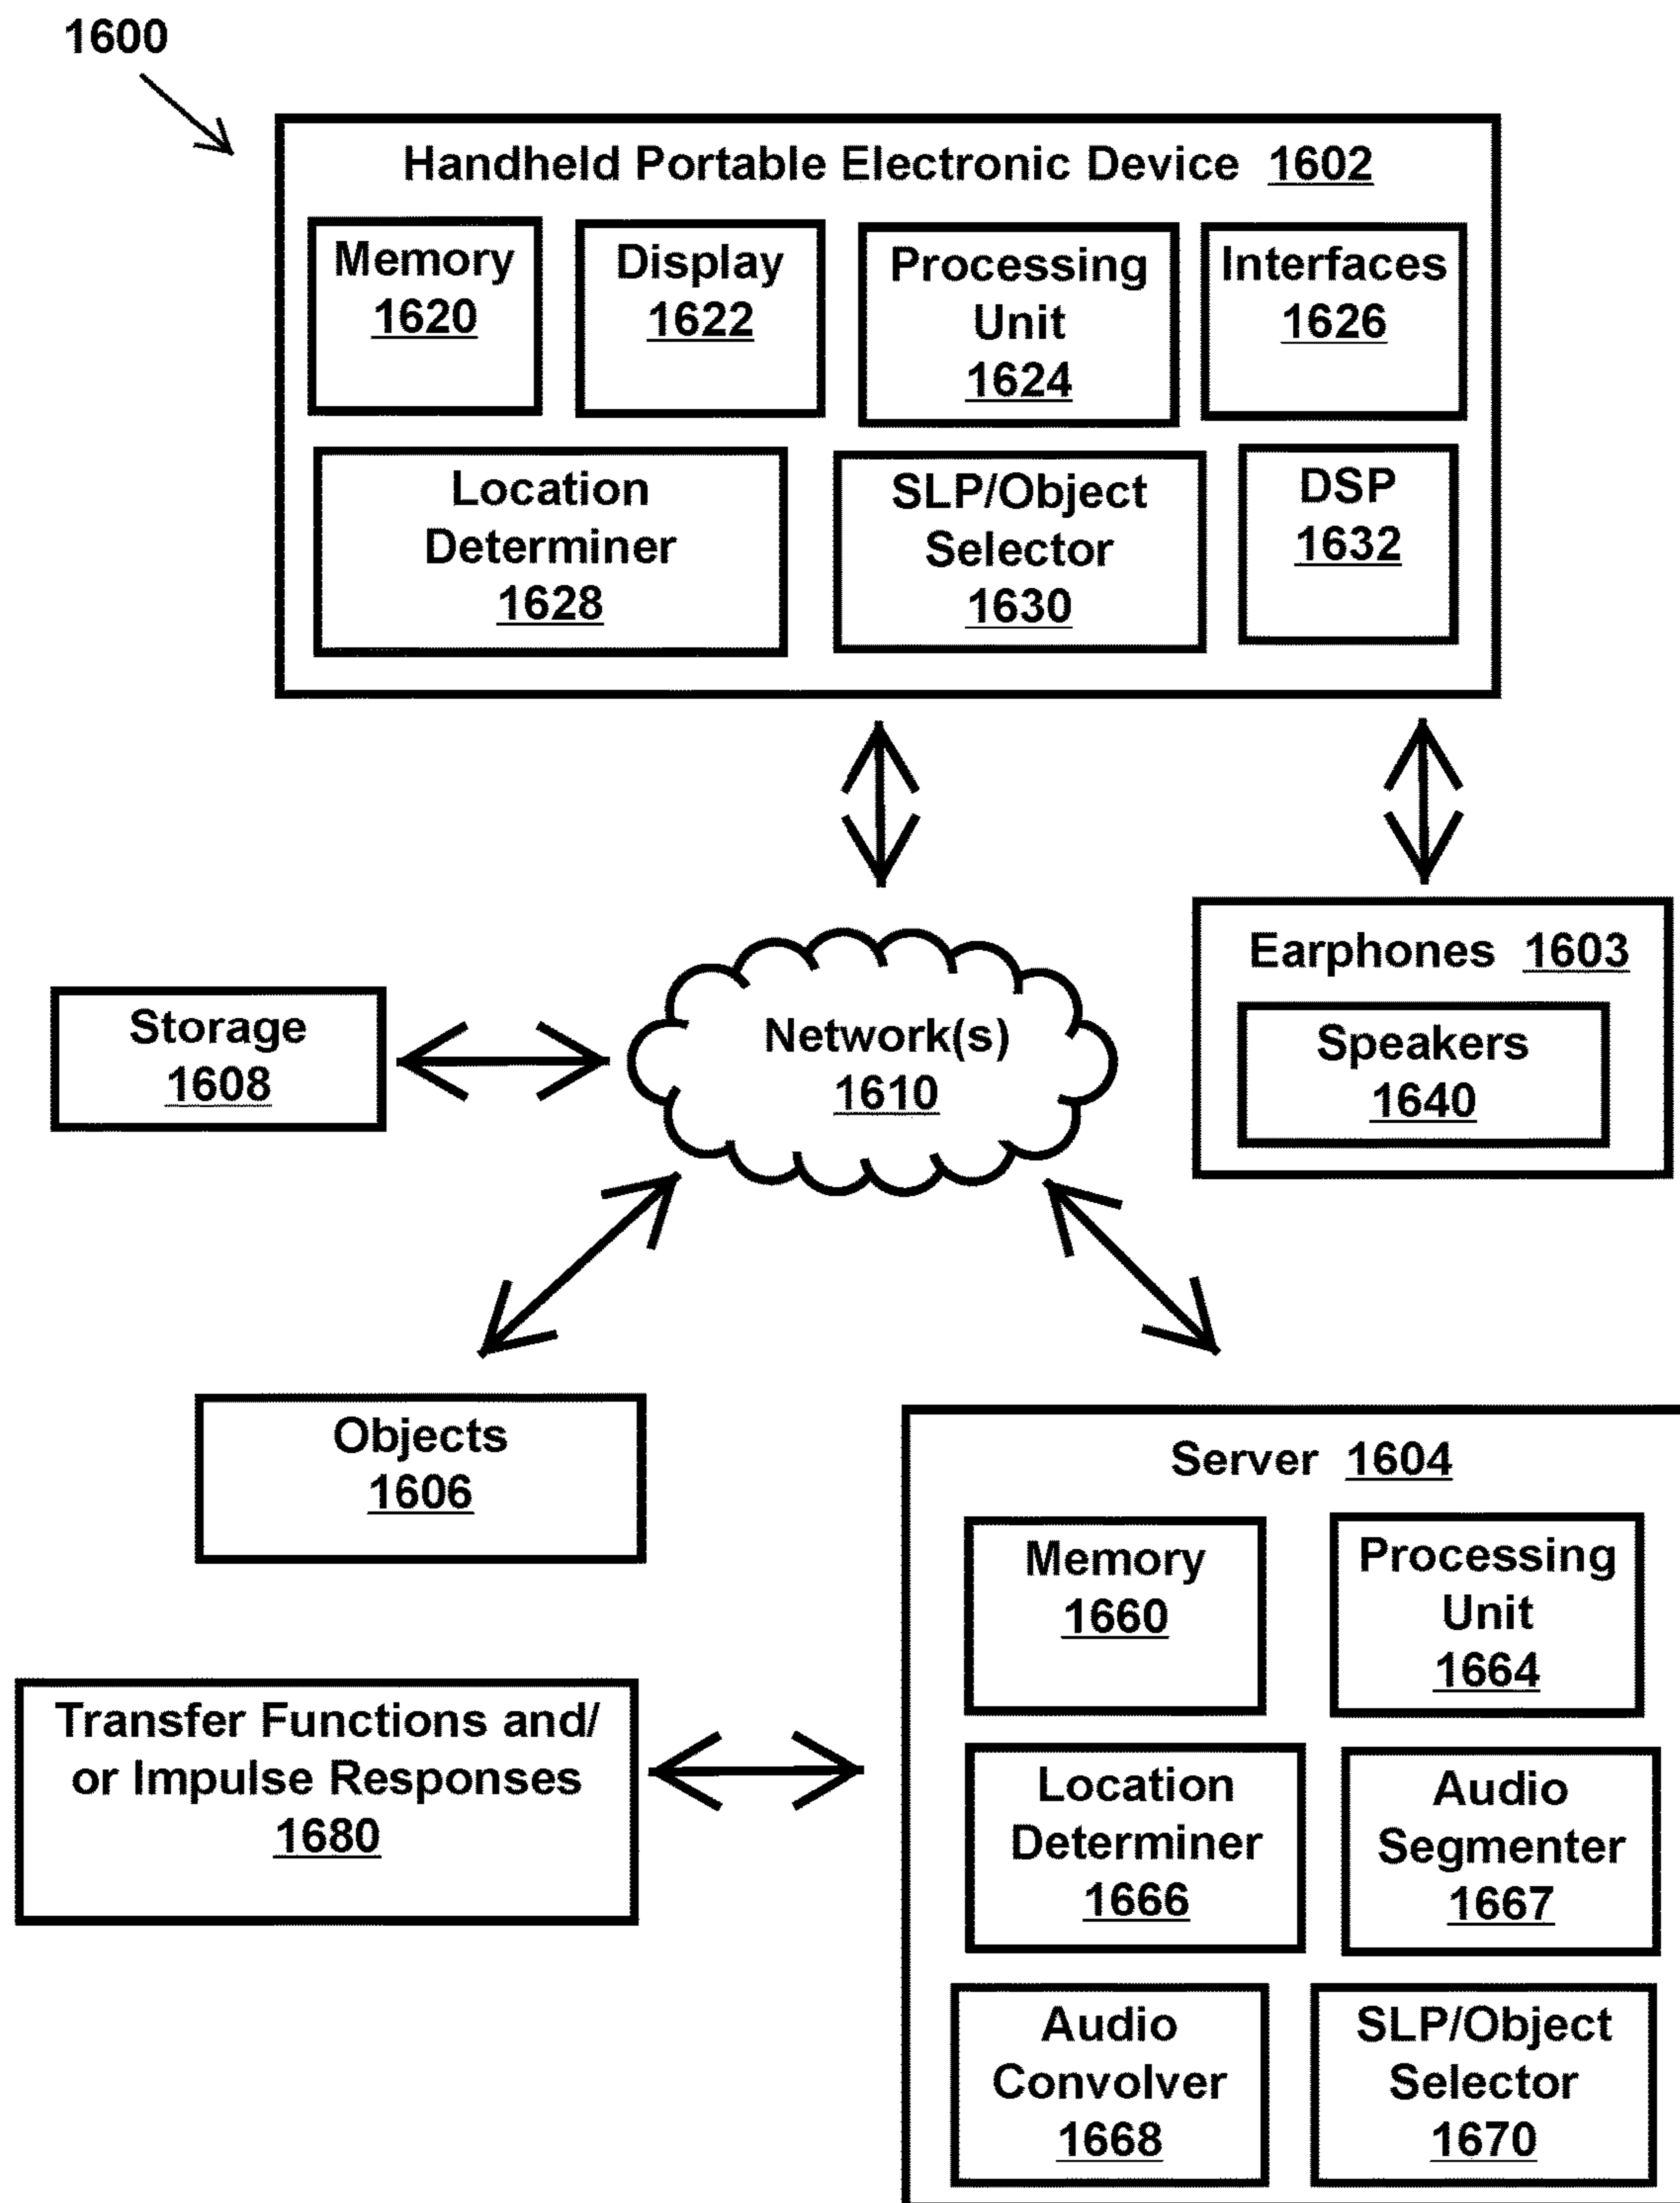 1600
Handheld Portable Electronic Device 1602
Memory
1620
Display
1622
Processing
Unit
1624
Interfaces
1626
Location
Determiner
1628
SLP/Object
Selector
1630
DSP
1632
Earphones 1603
Speakers
1640
Storage
1608
Network(s)
1610
Objects
1606
Server 1604
Memory
1660
Processing
Unit
1664
Transfer Functions and/
or Impulse Responses
1680
Location
Determiner
1666
Audio
Segmenter
1667
Audio
Convolver
1668
SLP/Object
Selector
1670